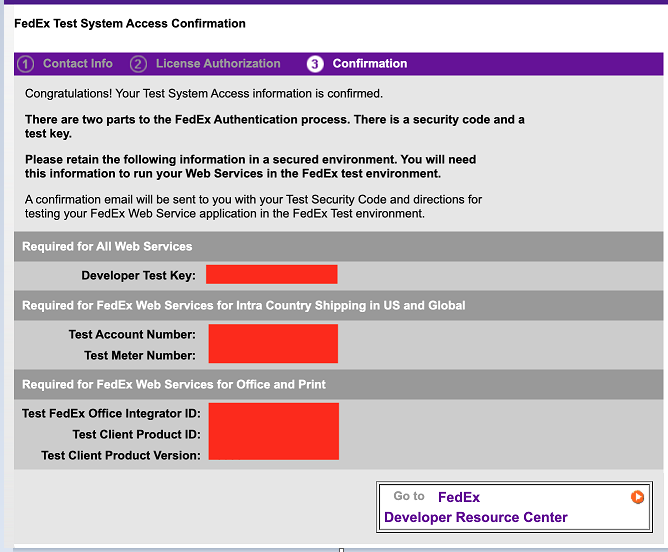 FedEx Test System Access Confirmation
1 Contact Info 2 License Authorization 3 Confirmation
Congratulations! Your Test System Access information is confirmed.
There are two parts to the FedEx Authentication process. There is a security code and a
test key.
Please retain the following information in a secured environment. You will need
this information to run your Web Services in the FedEx test environment.
A confirmation email will be sent to you with your Test Security Code and directions for
testing your FedEx Web Service application in the FedEx Test environment.
Required for All Web Services
Developer Test Key:
Required for FedEx Web Services for Intra Country Shipping in US and Global
Test Account Number:
Test Meter Number:
Required for FedEx Web Services for Office and Print
Test FedEx Office Integrator ID:
Test Client Product ID:
Test Client Product Version:
Go to FedEx
Developer Resource Center